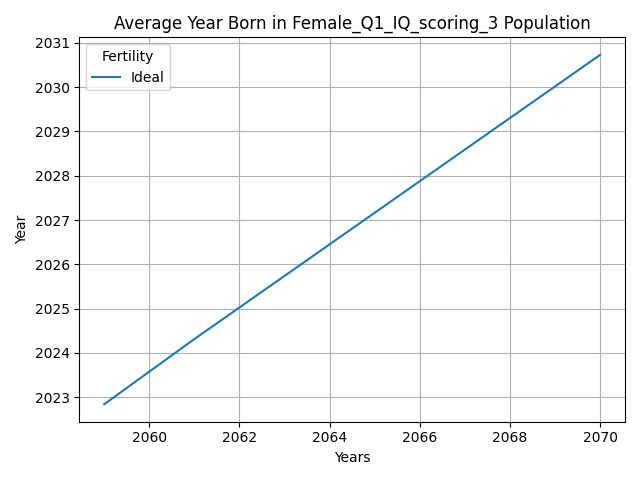 Average Year Born in Female_Q1_IQ_scoring_3 Population
Fertility
Ideal
Year
2031
2030
2029
2028
2027
2026
2025
2024
2023
2060 2062 2064 2066 2068 2070
Years